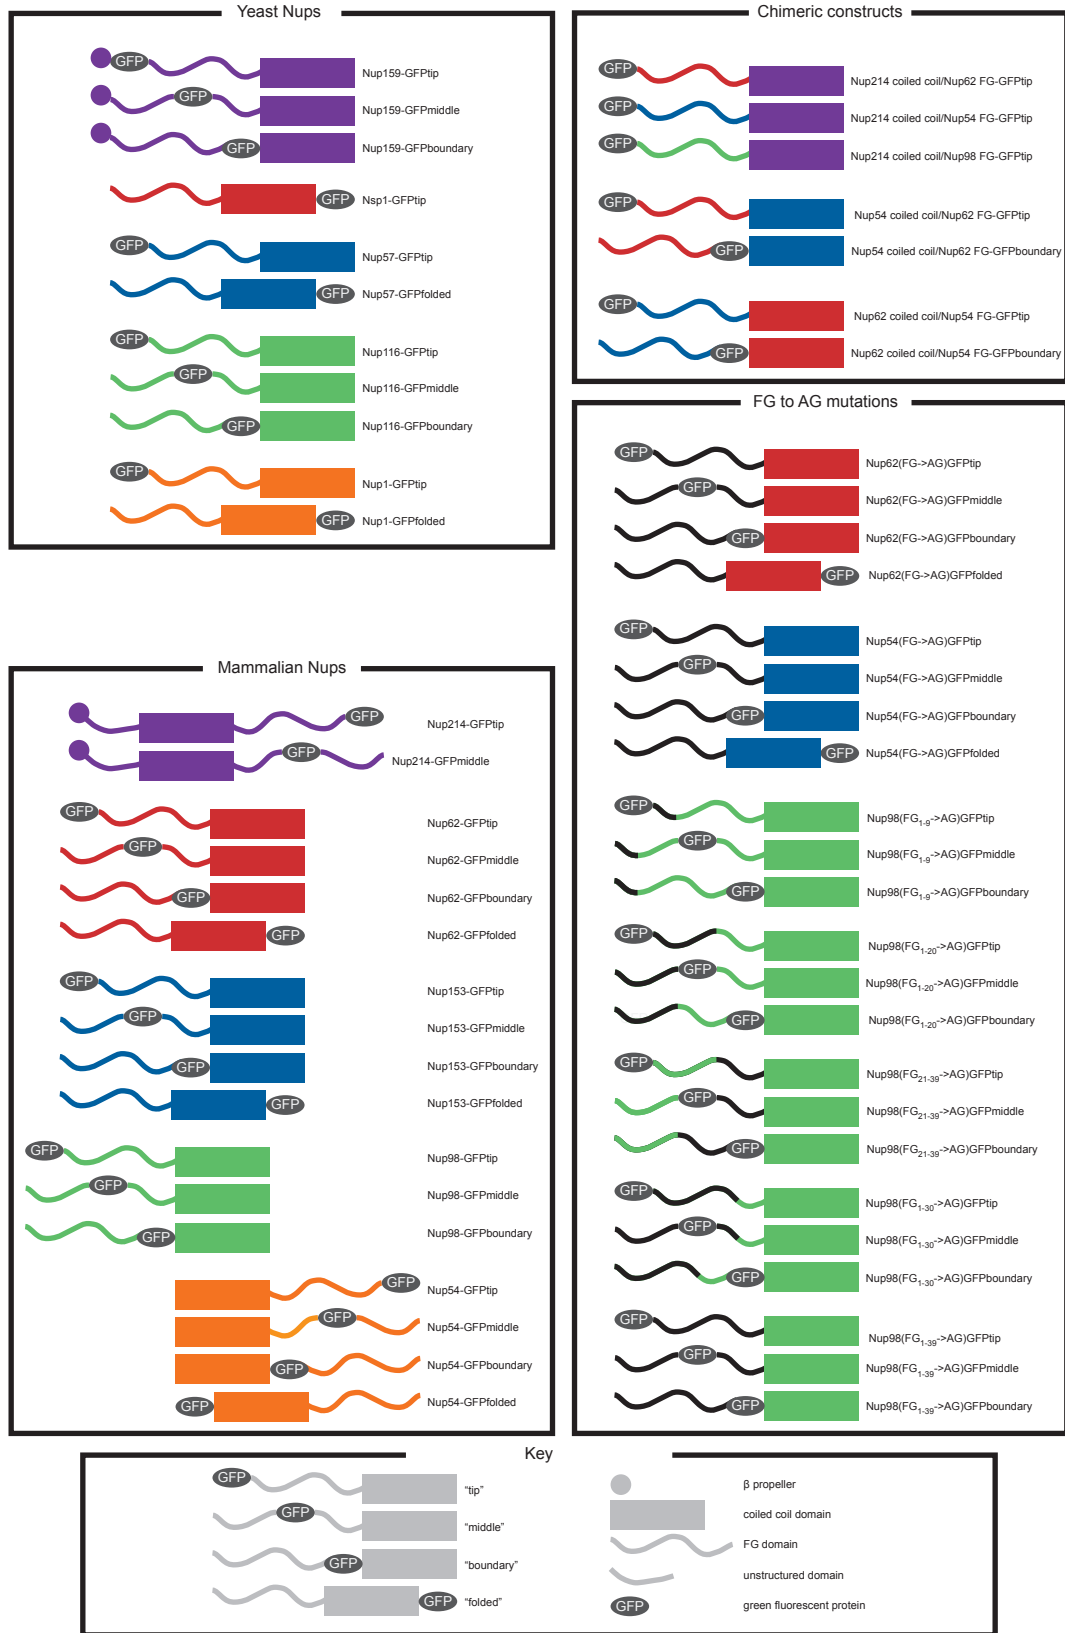 Yeast Nups
GFP
Nup159-GFPtip
GFP
Nup159-GFPmiddle
GFP
Nup159-GFPboundary
GFP
Nsp1-GFPtip
GFP
Nup57-GFPtip
GFP
Nup57-GFPfolded
GFP
Nup116-GFPtip
GFP
Nup116-GFPmiddle
GFP
Nup116-GFPboundary
GFP
Nup1-GFPtip
GFP
Nup1-GFPfolded
Chimeric constructs
GFP
Nup214 coiled coil/Nup62 FG-GFPtip
GFP
Nup214 coiled coil/Nup54 FG-GFPtip
GFP
Nup214 coiled coil/Nup98 FG-GFPtip
GFP
Nup54 coiled coil/Nup62 FG-GFPtip
GFP
Nup54 coiled coil/Nup62 FG-GFPboundary
GFP
Nup62 coiled coil/Nup54 FG-GFPtip
GFP
Nup62 coiled coil/Nup54 FG-GFPboundary
Mammalian Nups
GFP
Nup214-GFPtip
GFP
Nup214-GFPmiddle
GFP
Nup62-GFPtip
GFP
Nup62-GFPmiddle
GFP
Nup62-GFPboundary
GFP
Nup62-GFPfolded
GFP
Nup153-GFPtip
GFP
Nup153-GFPmiddle
GFP
Nup153-GFPboundary
GFP
Nup153-GFPfolded
GFP
Nup98-GFPtip
GFP
Nup98-GFPmiddle
GFP
Nup98-GFPboundary
GFP
Nup54-GFPtip
GFP
Nup54-GFPmiddle
GFP
Nup54-GFPboundary
GFP
Nup54-GFPfolded
FG to AG mutations
GFP
Nup62(FG->AG)GFPtip
GFP
Nup62(FG->AG)GFPmiddle
GFP
Nup62(FG->AG)GFPboundary
GFP
Nup62(FG->AG)GFPfolded
GFP
Nup54(FG->AG)GFPtip
GFP
Nup54(FG->AG)GFPmiddle
GFP
Nup54(FG->AG)GFPboundary
GFP
Nup54(FG->AG)GFPfolded
GFP
Nup98(FG1-9->AG)GFPtip
GFP
Nup98(FG1-9->AG)GFPmiddle
GFP
Nup98(FG1-9->AG)GFPboundary
GFP
Nup98(FG1-20->AG)GFPtip
GFP
Nup98(FG1-20->AG)GFPmiddle
GFP
Nup98(FG1-20->AG)GFPboundary
GFP
Nup98(FG21-39->AG)GFPtip
GFP
Nup98(FG21-39->AG)GFPmiddle
GFP
Nup98(FG21-39->AG)GFPboundary
GFP
Nup98(FG1-30->AG)GFPtip
GFP
Nup98(FG1-30->AG)GFPmiddle
GFP
Nup98(FG1-30->AG)GFPboundary
GFP
Nup98(FG1-39->AG)GFPtip
GFP
Nup98(FG1-39->AG)GFPmiddle
GFP
Nup98(FG1-39->AG)GFPboundary
Key
GFP
"tip"
GFP
"middle"
GFP
"boundary"
GFP
"folded"
β propeller
coiled coil domain
FG domain
unstructured domain
GFP
green fluorescent protein